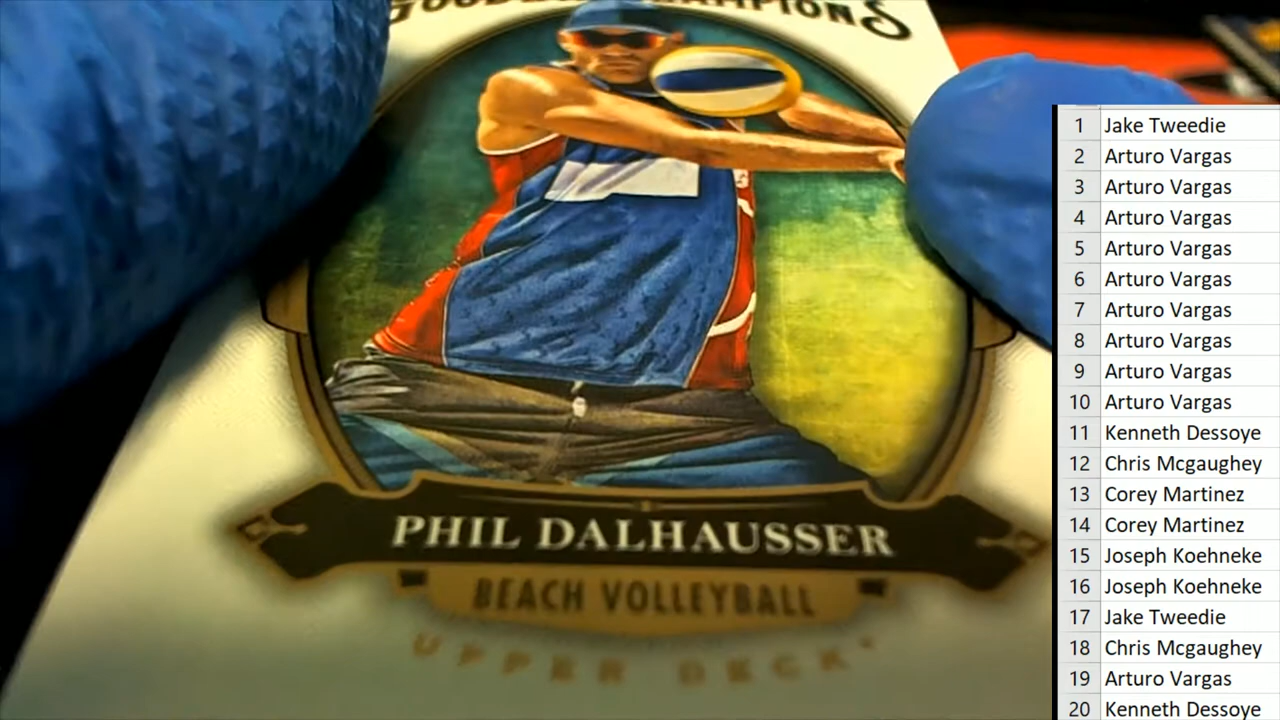 GOODWIN CHAMPIONS
PHIL DALHAUSSER
BEACH VOLLEYBALL
UPPER DECK
1 Jake Tweedie
2 Arturo Vargas
3 Arturo Vargas
4 Arturo Vargas
5 Arturo Vargas
6 Arturo Vargas
7 Arturo Vargas
8 Arturo Vargas
9 Arturo Vargas
10 Arturo Vargas
11 Kenneth Dessoye
12 Chris Mcgaughey
13 Corey Martinez
14 Corey Martinez
15 Joseph Koehneke
16 Joseph Koehneke
17 Jake Tweedie
18 Chris Mcgaughey
19 Arturo Vargas
20 Kenneth Dessoye